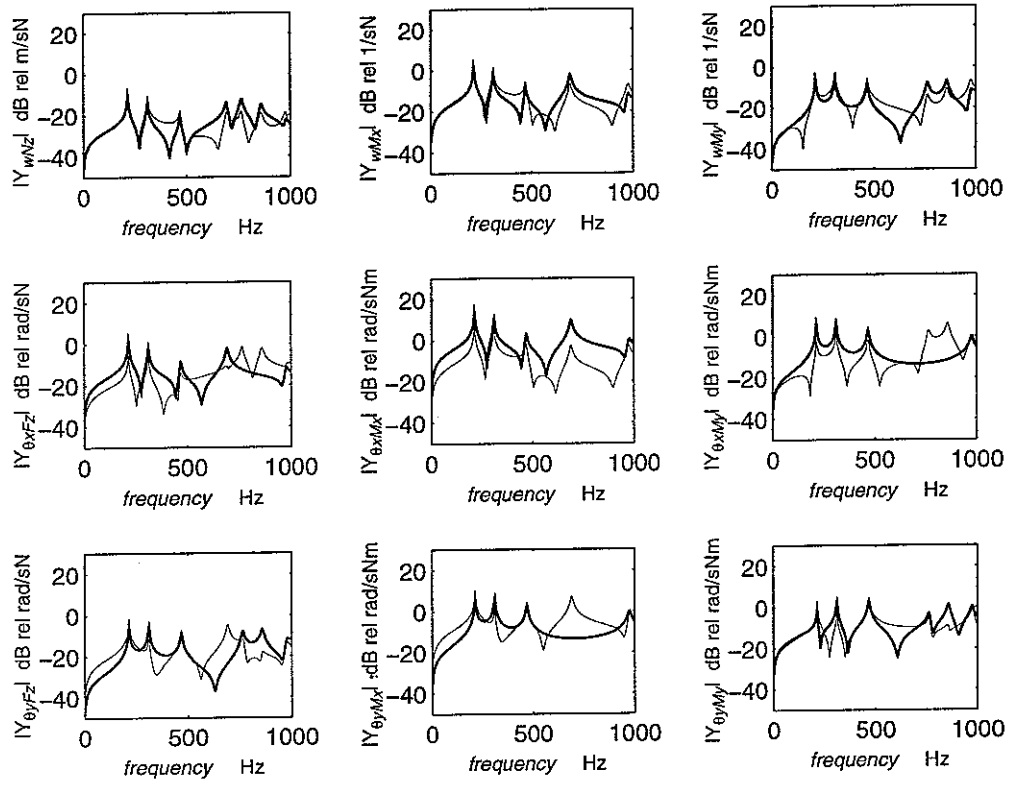 |Y_wNz| dB rel m/sN
20
0
−20
−40
0 500 1000
frequency Hz
|Y_wMx| dB rel 1/sN
20
0
−20
−40
0 500 1000
frequency Hz
|Y_wMy| dB rel 1/sN
20
0
−20
−40
0 500 1000
frequency Hz
|Y_θxFz| dB rel rad/sN
20
0
−20
−40
0 500 1000
frequency Hz
|Y_θxMx| dB rel rad/sNm
20
0
−20
−40
0 500 1000
frequency Hz
|Y_θxMy| dB rel rad/sNm
20
0
−20
−40
0 500 1000
frequency Hz
|Y_θyFz| dB rel rad/sN
20
0
−20
−40
0 500 1000
frequency Hz
|Y_θyMx| dB rel rad/sNm
20
0
−20
−40
0 500 1000
frequency Hz
|Y_θyMy| dB rel rad/sNm
20
0
−20
−40
0 500 1000
frequency Hz